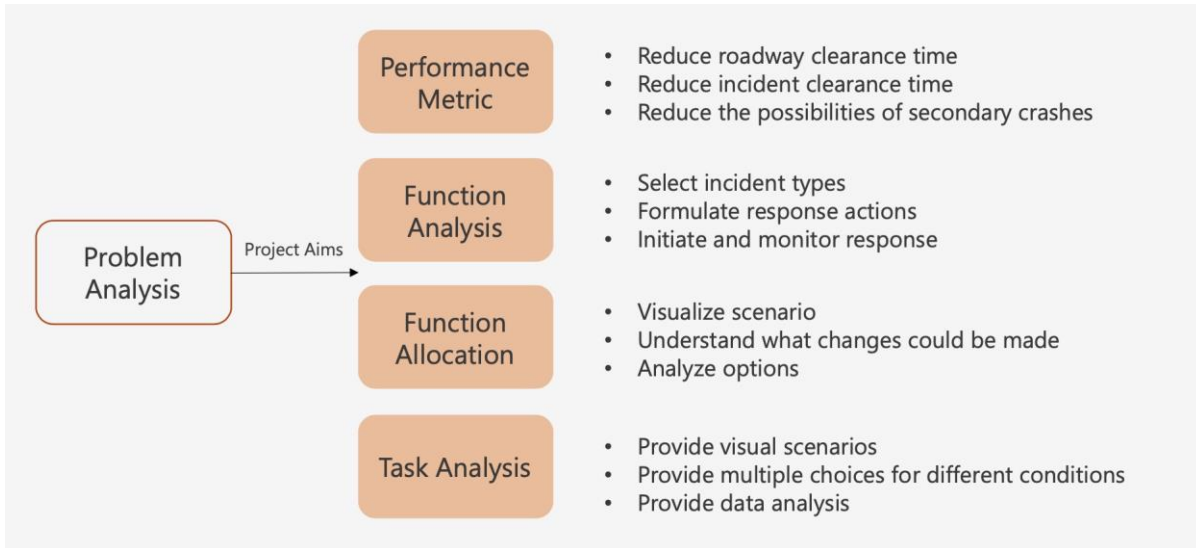 Performance
Metric
• Reduce roadway clearance time
• Reduce incident clearance time
• Reduce the possibilities of secondary crashes
Function
Analysis
• Select incident types
• Formulate response actions
• Initiate and monitor response
Problem
Analysis
Project Aims
Function
Allocation
• Visualize scenario
• Understand what changes could be made
• Analyze options
Task Analysis
• Provide visual scenarios
• Provide multiple choices for different conditions
• Provide data analysis